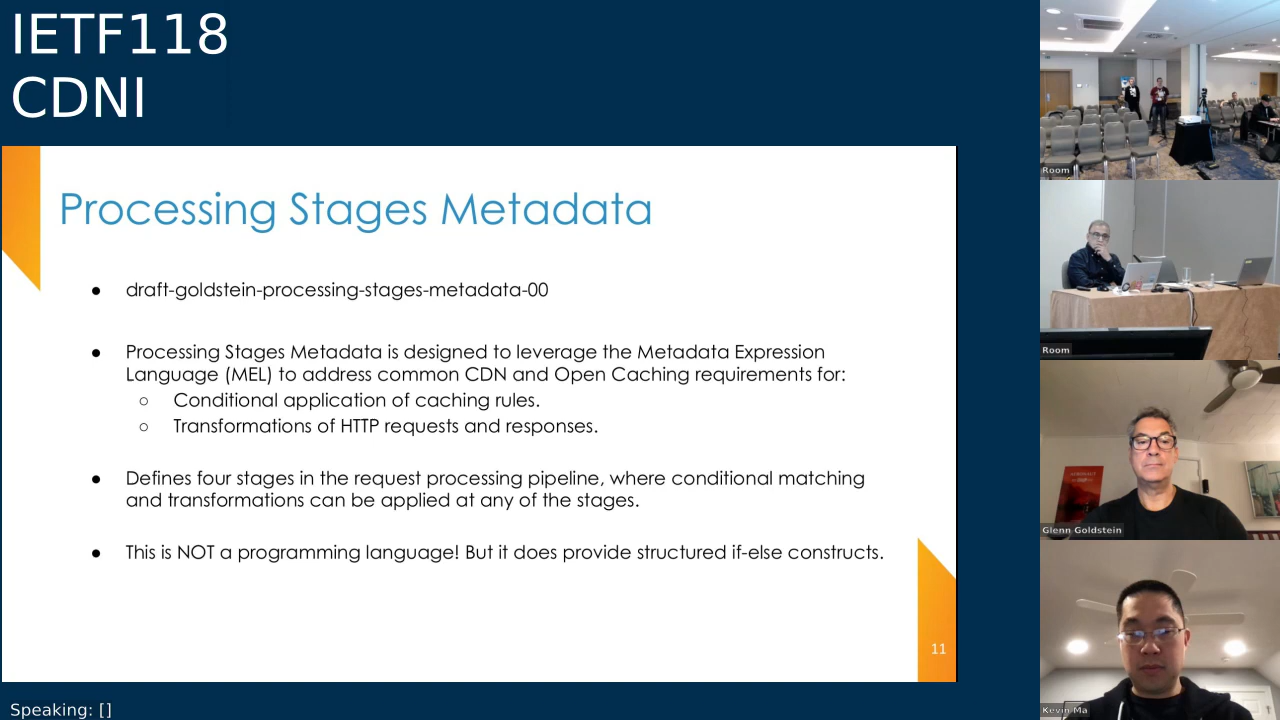 IETF118
CDNI
Processing Stages Metadata
● draft-goldstein-processing-stages-metadata-00
● Processing Stages Metadata is designed to leverage the Metadata Expression
Language (MEL) to address common CDN and Open Caching requirements for:
○ Conditional application of caching rules.
○ Transformations of HTTP requests and responses.
● Defines four stages in the request processing pipeline, where conditional matching
and transformations can be applied at any of the stages.
● This is NOT a programming language! But it does provide structured if-else constructs.
11
Speaking: []
Room
Room
Glenn Goldstein
Kevin Ma